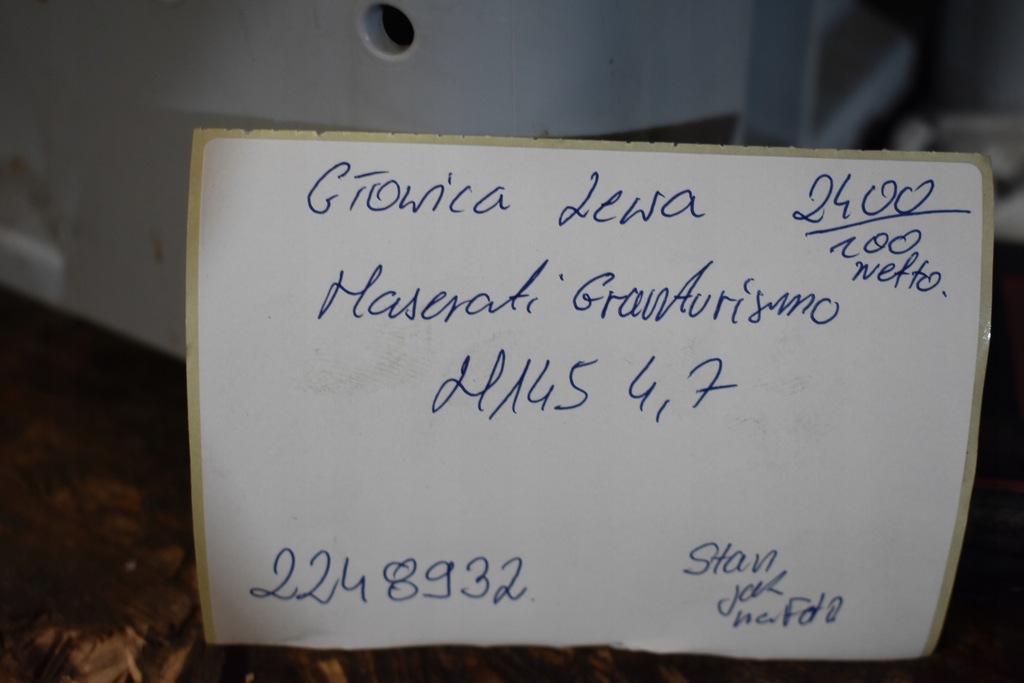 Głowica Lewa
2400
100
netto.
Maserati Granturismo
M145 4,7
2248932
Stan
jak
na Foto